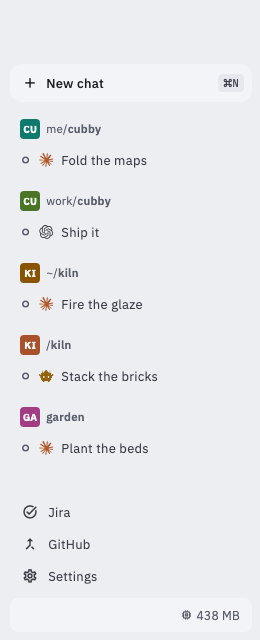 New chat ⌘N
CU me/cubby
Fold the maps
CU work/cubby
Ship it
KI ~/kiln
Fire the glaze
KI /kiln
Stack the bricks
GA garden
Plant the beds
Jira
GitHub
Settings
438 MB